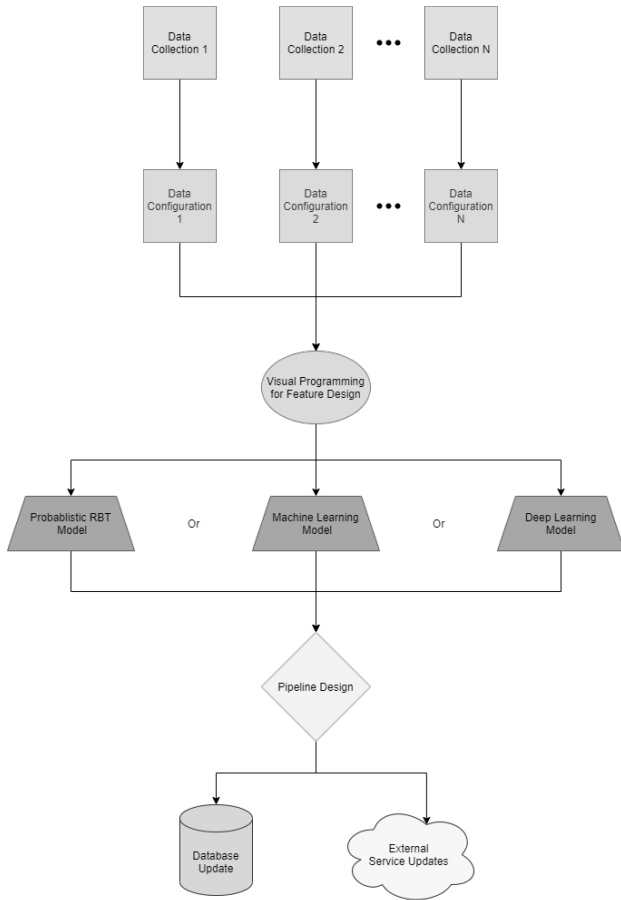 Data
Collection 1
Data
Collection 2
Data
Collection N
Data
Configuration
1
Data
Configuration
2
Data
Configuration
N
Visual Programming
for Feature Design
Probablistic RBT
Model
Or
Machine Learning
Model
Or
Deep Learning
Model
Pipeline Design
Database
Update
External
Service Updates